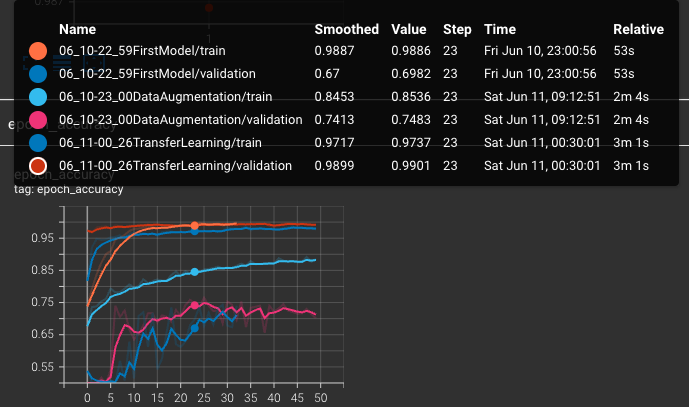 0.987
1
Name Smoothed Value Step Time Relative
06_10-22_59FirstModel/train 0.9887 0.9886 23 Fri Jun 10, 23:00:56 53s
06_10-22_59FirstModel/validation 0.67 0.6982 23 Fri Jun 10, 23:00:56 53s
06_10-23_00DataAugmentation/train 0.8453 0.8536 23 Sat Jun 11, 09:12:51 2m 4s
06_10-23_00DataAugmentation/validation 0.7413 0.7483 23 Sat Jun 11, 09:12:51 2m 4s
epoch_accuracy
06_11-00_26TransferLearning/train 0.9717 0.9737 23 Sat Jun 11, 00:30:01 3m 1s
06_11-00_26TransferLearning/validation 0.9899 0.9901 23 Sat Jun 11, 00:30:01 3m 1s
epoch_accuracy
tag: epoch_accuracy
0.95
0.85
0.75
0.65
0.55
0 5 10 15 20 25 30 35 40 45 50